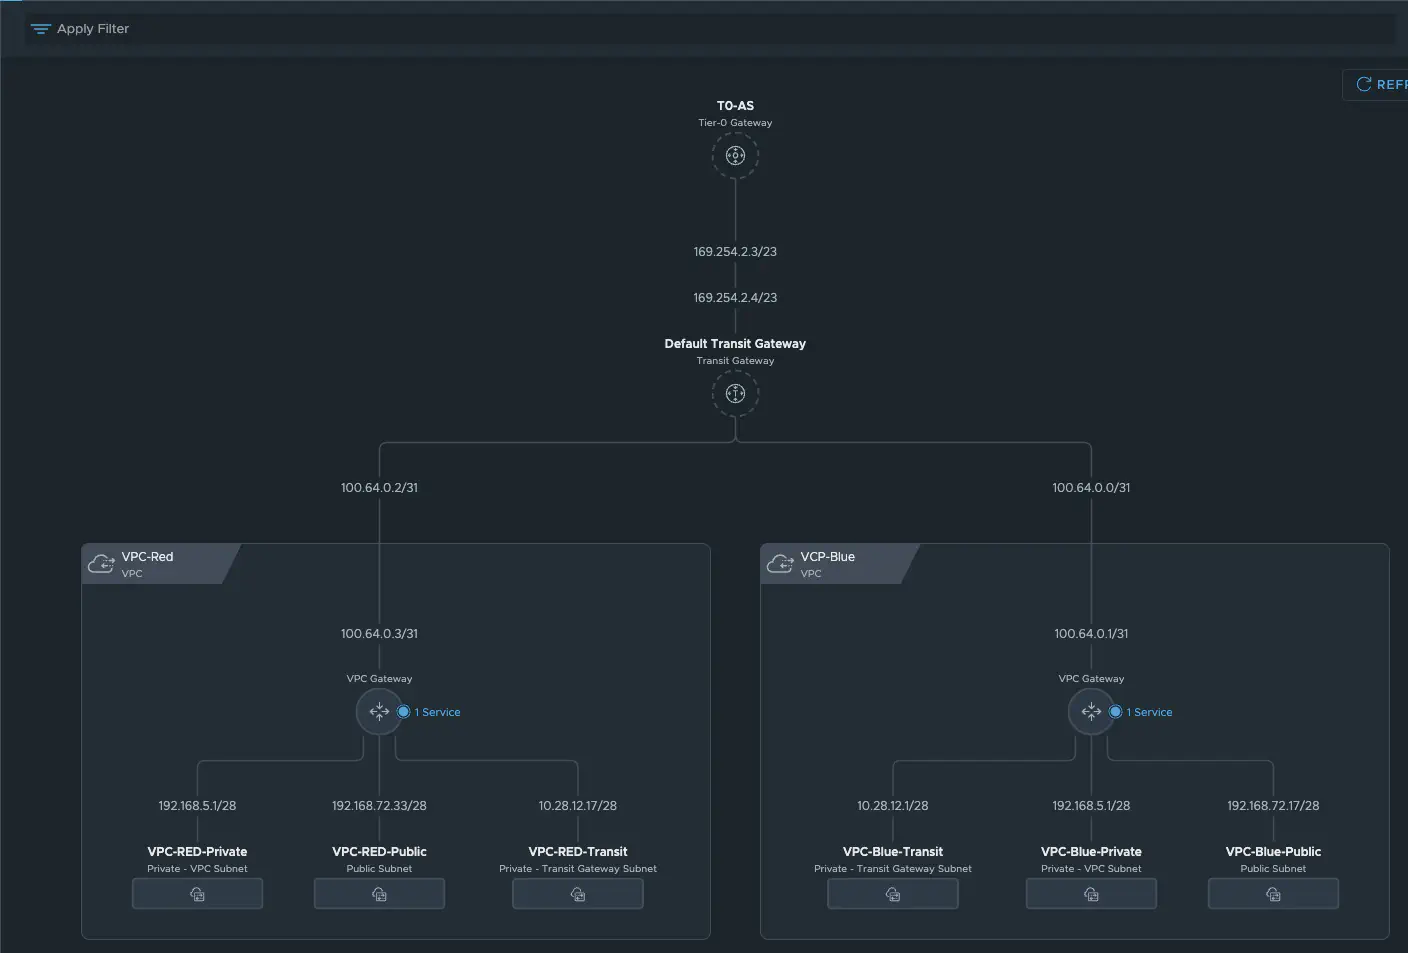 Apply Filter
REFR
T0-AS
Tier-0 Gateway
169.254.2.3/23
169.254.2.4/23
Default Transit Gateway
Transit Gateway
100.64.0.2/31
100.64.0.0/31
VPC-Red
VPC
VCP-Blue
VPC
100.64.0.3/31
100.64.0.1/31
VPC Gateway
VPC Gateway
1 Service
1 Service
192.168.5.1/28
192.168.72.33/28
10.28.12.17/28
10.28.12.1/28
192.168.5.1/28
192.168.72.17/28
VPC-RED-Private
VPC-RED-Public
VPC-RED-Transit
VPC-Blue-Transit
VPC-Blue-Private
VPC-Blue-Public
Private - VPC Subnet
Public Subnet
Private - Transit Gateway Subnet
Private - Transit Gateway Subnet
Private - VPC Subnet
Public Subnet